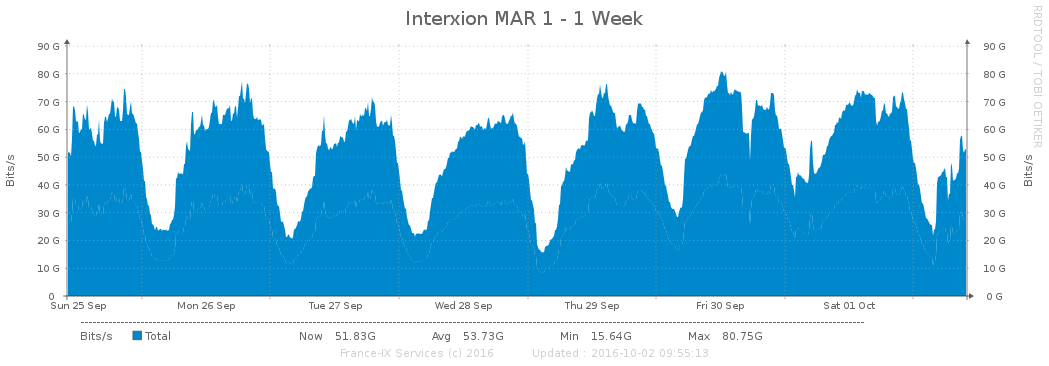 Interxion MAR 1 - 1 Week
RRDTOOL / TOBI OETIKER
90 G 90 G
80 G 80 G
70 G 70 G
60 G 60 G
50 G 50 G
40 G 40 G
30 G 30 G
20 G 20 G
10 G 10 G
0 0 G
Bits/s
Bits/s
Sun 25 Sep Mon 26 Sep Tue 27 Sep Wed 28 Sep Thu 29 Sep Fri 30 Sep Sat 01 Oct
Bits/s Total Now 51.83G Avg 53.73G Min 15.64G Max 80.75G
France-IX Services (c) 2016 Updated : 2016-10-02 09:55:13